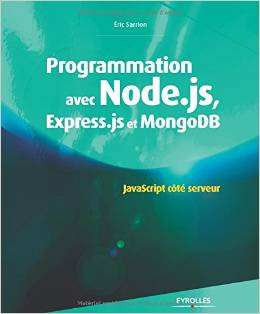 Éric Sarrion
Programmation
avec Node.js,
Express.js et MongoDB
JavaScript côté serveur
EYROLLES